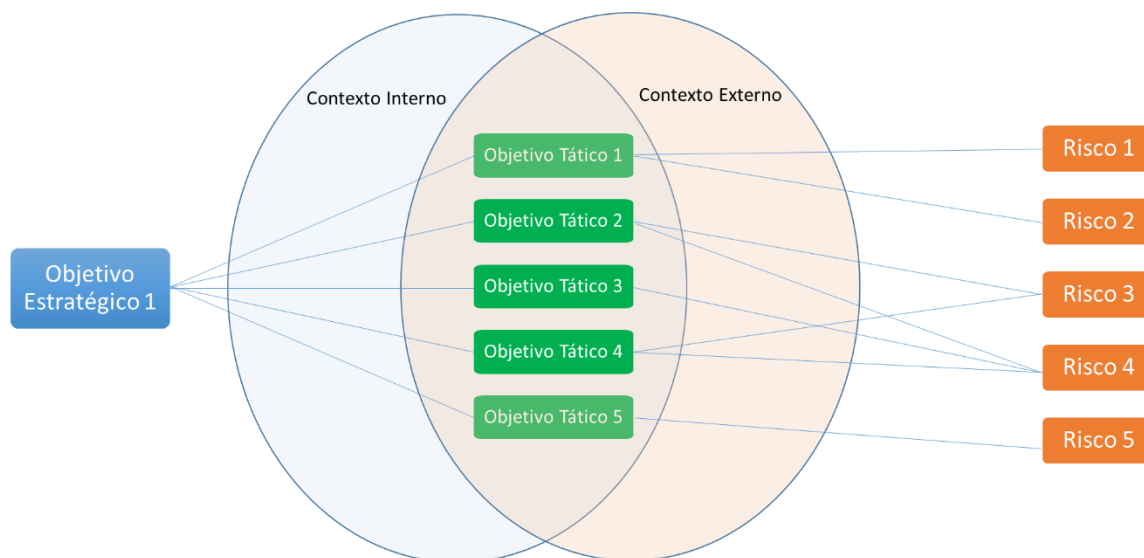 Contexto Interno
Contexto Externo
Objetivo Tático 1
Objetivo Tático 2
Objetivo Tático 3
Objetivo Tático 4
Objetivo Tático 5
Objetivo
Estratégico 1
Risco 1
Risco 2
Risco 3
Risco 4
Risco 5